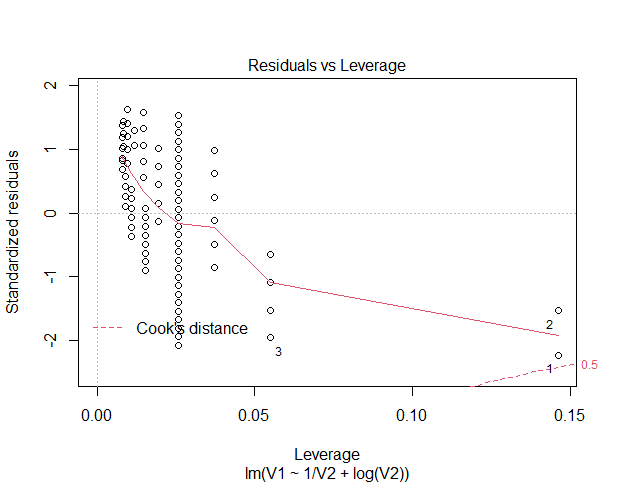 Residuals vs Leverage
Standardized residuals
2
1
0
-1
-2
Cook's distance
2
3
1
0.5
0.00
0.05
0.10
0.15
Leverage
lm(V1 ~ 1/V2 + log(V2))